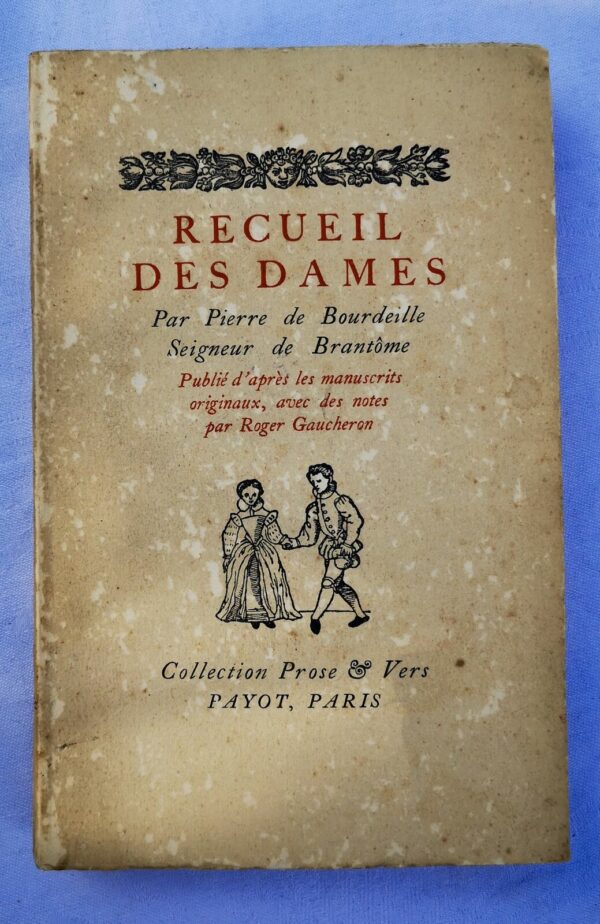 RECUEIL
DES DAMES
Par Pierre de Bourdeille
Seigneur de Brantôme
Publié d'après les manuscrits
originaux, avec des notes
par Roger Gaucheron
Collection Prose & Vers
PAYOT, PARIS